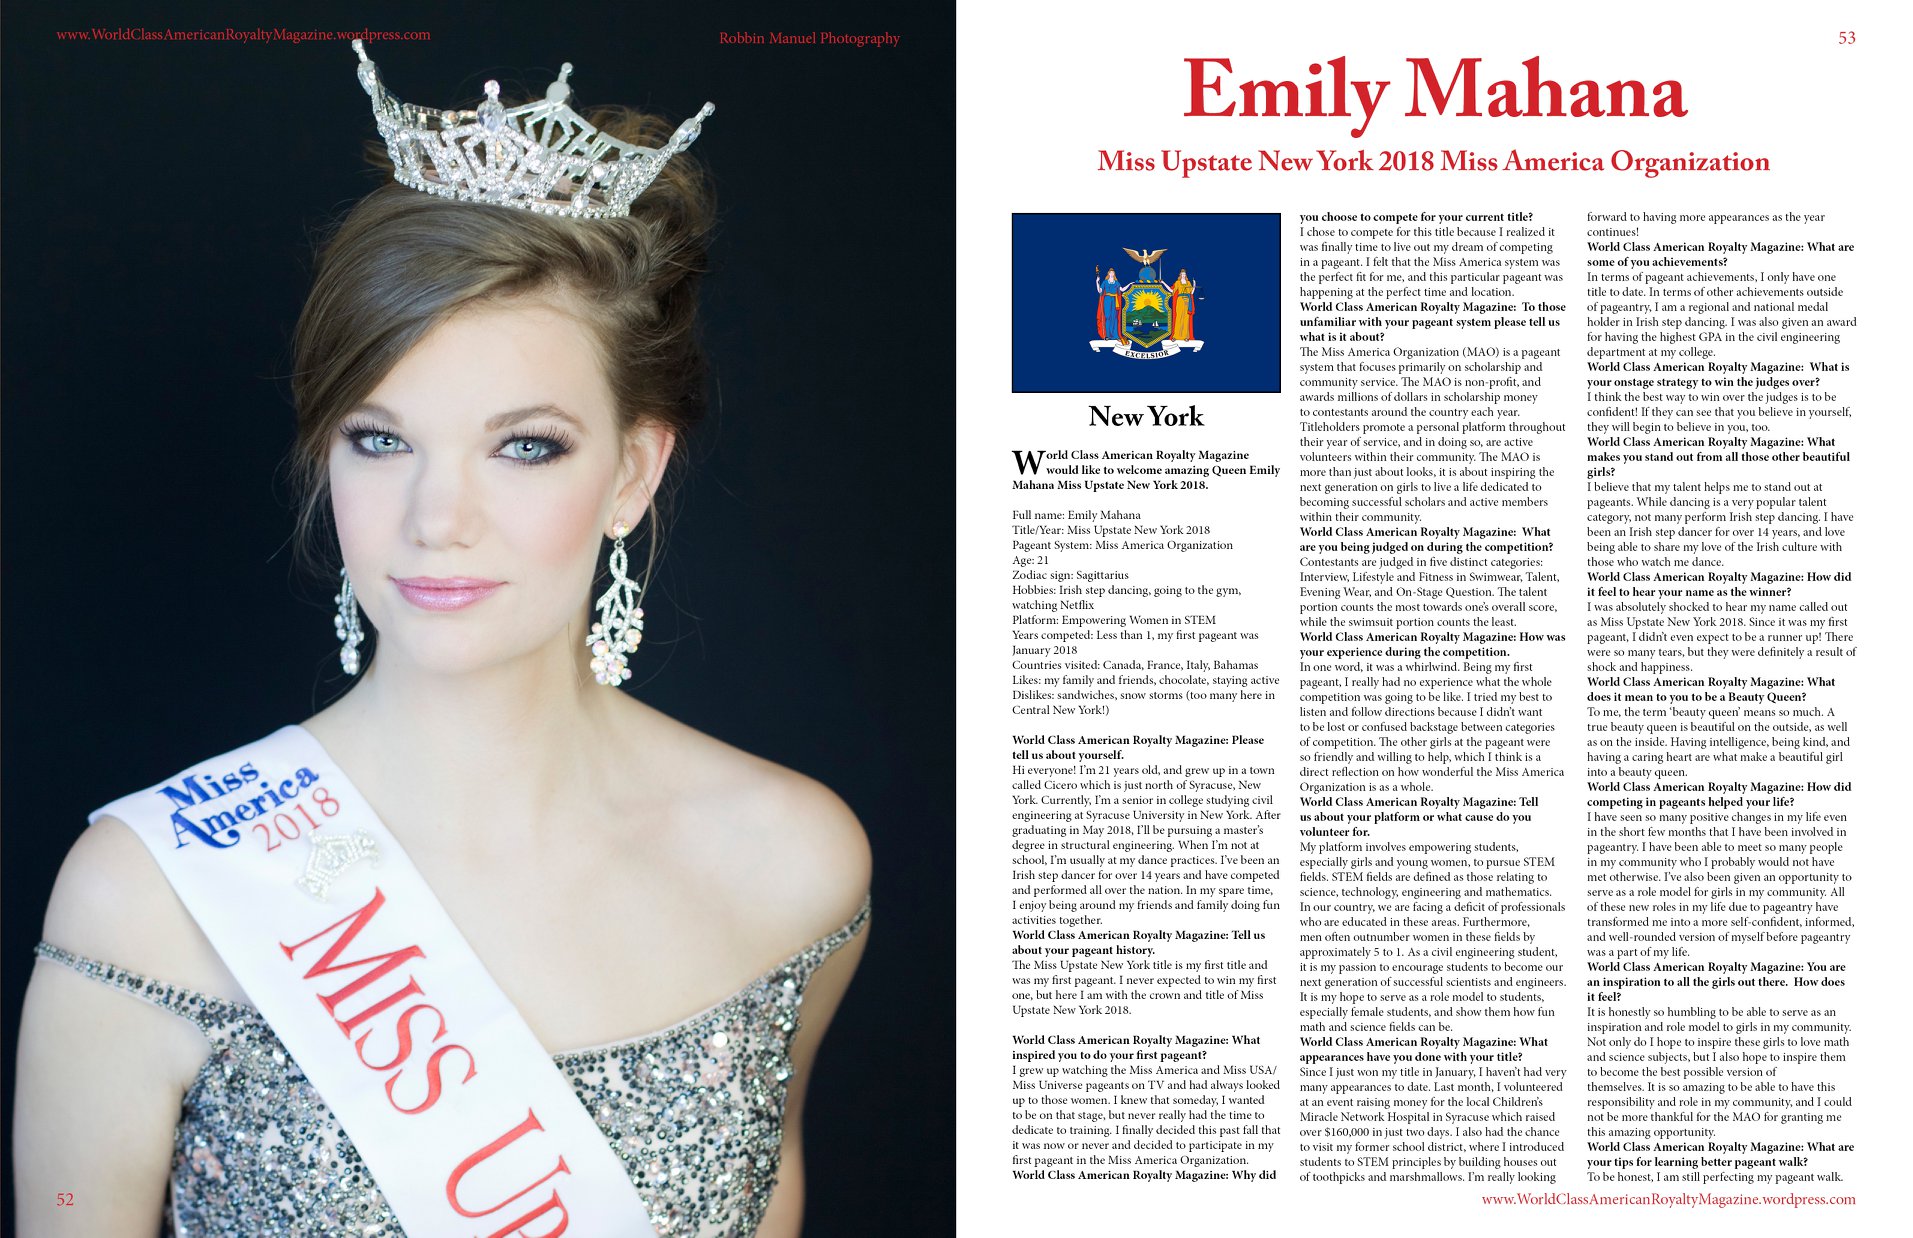 www.WorldClassAmericanRoyaltyMagazine.wordpress.com
Robbin Manuel Photography
Miss
America
2018
MISS UP
52
53
Emily Mahana
Miss Upstate New York 2018 Miss America Organization
EXCELSIOR
New York
World Class American Royalty Magazine
would like to welcome amazing Queen Emily
Mahana Miss Upstate New York 2018.
Full name: Emily Mahana
Title/Year: Miss Upstate New York 2018
Pageant System: Miss America Organization
Age: 21
Zodiac sign: Sagittarius
Hobbies: Irish step dancing, going to the gym,
watching Netflix
Platform: Empowering Women in STEM
Years competed: Less than 1, my first pageant was
January 2018
Countries visited: Canada, France, Italy, Bahamas
Likes: my family and friends, chocolate, staying active
Dislikes: sandwiches, snow storms (too many here in
Central New York!)
World Class American Royalty Magazine: Please
tell us about yourself.
Hi everyone! I'm 21 years old, and grew up in a town
called Cicero which is just north of Syracuse, New
York. Currently, I'm a senior in college studying civil
engineering at Syracuse University in New York. After
graduating in May 2018, I'll be pursuing a master's
degree in structural engineering. When I'm not at
school, I'm usually at my dance practices. I've been an
Irish step dancer for over 14 years and have competed
and performed all over the nation. In my spare time,
I enjoy being around my friends and family doing fun
activities together.
World Class American Royalty Magazine: Tell us
about your pageant history.
The Miss Upstate New York title is my first title and
was my first pageant. I never expected to win my first
one, but here I am with the crown and title of Miss
Upstate New York 2018.
World Class American Royalty Magazine: What
inspired you to do your first pageant?
I grew up watching the Miss America and Miss USA/
Miss Universe pageants on TV and had always looked
up to those women. I knew that someday, I wanted
to be on that stage, but never really had the time to
dedicate to training. I finally decided this past fall that
it was now or never and decided to participate in my
first pageant in the Miss America Organization.
World Class American Royalty Magazine: Why did
you choose to compete for your current title?
I chose to compete for this title because I realized it
was finally time to live out my dream of competing
in a pageant. I felt that the Miss America system was
the perfect fit for me, and this particular pageant was
happening at the perfect time and location.
World Class American Royalty Magazine: To those
unfamiliar with your pageant system please tell us
what is it about?
The Miss America Organization (MAO) is a pageant
system that focuses primarily on scholarship and
community service. The MAO is non-profit, and
awards millions of dollars in scholarship money
to contestants around the country each year.
Titleholders promote a personal platform throughout
their year of service, and in doing so, are active
volunteers within their community. The MAO is
more than just about looks, it is about inspiring the
next generation on girls to live a life dedicated to
becoming successful scholars and active members
within their community.
World Class American Royalty Magazine: What
are you being judged on during the competition?
Contestants are judged in five distinct categories:
Interview, Lifestyle and Fitness in Swimwear, Talent,
Evening Wear, and On-Stage Question. The talent
portion counts the most towards one's overall score,
while the swimsuit portion counts the least.
World Class American Royalty Magazine: How was
your experience during the competition.
In one word, it was a whirlwind. Being my first
pageant, I really had no experience what the whole
competition was going to be like. I tried my best to
listen and follow directions because I didn't want
to be lost or confused backstage between categories
of competition. The other girls at the pageant were
so friendly and willing to help, which I think is a
direct reflection on how wonderful the Miss America
Organization is as a whole.
World Class American Royalty Magazine: Tell
us about your platform or what cause do you
volunteer for.
My platform involves empowering students,
especially girls and young women, to pursue STEM
fields. STEM fields are defined as those relating to
science, technology, engineering and mathematics.
In our country, we are facing a deficit of professionals
who are educated in these areas. Furthermore,
men often outnumber women in these fields by
approximately 5 to 1. As a civil engineering student,
it is my passion to encourage students to become our
next generation of successful scientists and engineers.
It is my hope to serve as a role model to students,
especially female students, and show them how fun
math and science fields can be.
World Class American Royalty Magazine: What
appearances have you done with your title?
Since I just won my title in January, I haven't had very
many appearances to date. Last month, I volunteered
at an event raising money for the local Children's
Miracle Network Hospital in Syracuse which raised
over $160,000 in just two days. I also had the chance
to visit my former school district, where I introduced
students to STEM principles by building houses out
of toothpicks and marshmallows. I'm really looking
forward to having more appearances as the year
continues!
World Class American Royalty Magazine: What are
some of you achievements?
In terms of pageant achievements, I only have one
title to date. In terms of other achievements outside
of pageantry, I am a regional and national medal
holder in Irish step dancing. I was also given an award
for having the highest GPA in the civil engineering
department at my college.
World Class American Royalty Magazine: What is
your onstage strategy to win the judges over?
I think the best way to win over the judges is to be
confident! If they can see that you believe in yourself,
they will begin to believe in you, too.
World Class American Royalty Magazine: What
makes you stand out from all those other beautiful
girls?
I believe that my talent helps me to stand out at
pageants. While dancing is a very popular talent
category, not many perform Irish step dancing. I have
been an Irish step dancer for over 14 years, and love
being able to share my love of the Irish culture with
those who watch me dance.
World Class American Royalty Magazine: How did
it feel to hear your name as the winner?
I was absolutely shocked to hear my name called out
as Miss Upstate New York 2018. Since it was my first
pageant, I didn't even expect to be a runner up! There
were so many tears, but they were definitely a result of
shock and happiness.
World Class American Royalty Magazine: What
does it mean to you to be a Beauty Queen?
To me, the term 'beauty queen' means so much. A
true beauty queen is beautiful on the outside, as well
as on the inside. Having intelligence, being kind, and
having a caring heart are what make a beautiful girl
into a beauty queen.
World Class American Royalty Magazine: How did
competing in pageants helped your life?
I have seen so many positive changes in my life even
in the short few months that I have been involved in
pageantry. I have been able to meet so many people
in my community who I probably would not have
met otherwise. I've also been given an opportunity to
serve as a role model for girls in my community. All
of these new roles in my life due to pageantry have
transformed me into a more self-confident, informed,
and well-rounded version of myself before pageantry
was a part of my life.
World Class American Royalty Magazine: You are
an inspiration to all the girls out there. How does
it feel?
It is honestly so humbling to be able to serve as an
inspiration and role model to girls in my community.
Not only do I hope to inspire these girls to love math
and science subjects, but I also hope to inspire them
to become the best possible version of
themselves. It is so amazing to be able to have this
responsibility and role in my community, and I could
not be more thankful for the MAO for granting me
this amazing opportunity.
World Class American Royalty Magazine: What are
your tips for learning better pageant walk?
To be honest, I am still perfecting my pageant walk.
www.WorldClassAmericanRoyaltyMagazine.wordpress.com